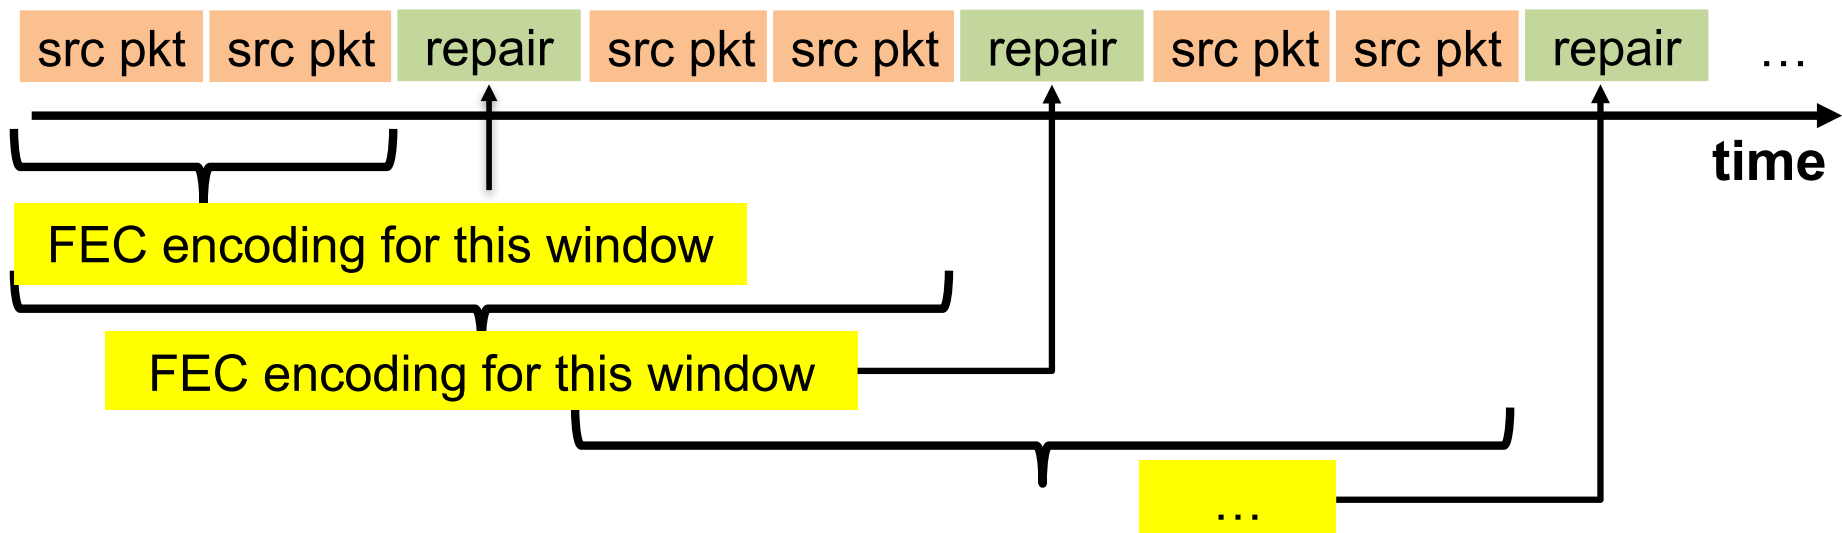 src pkt src pkt repair src pkt src pkt repair src pkt src pkt repair …
time
FEC encoding for this window
FEC encoding for this window
…